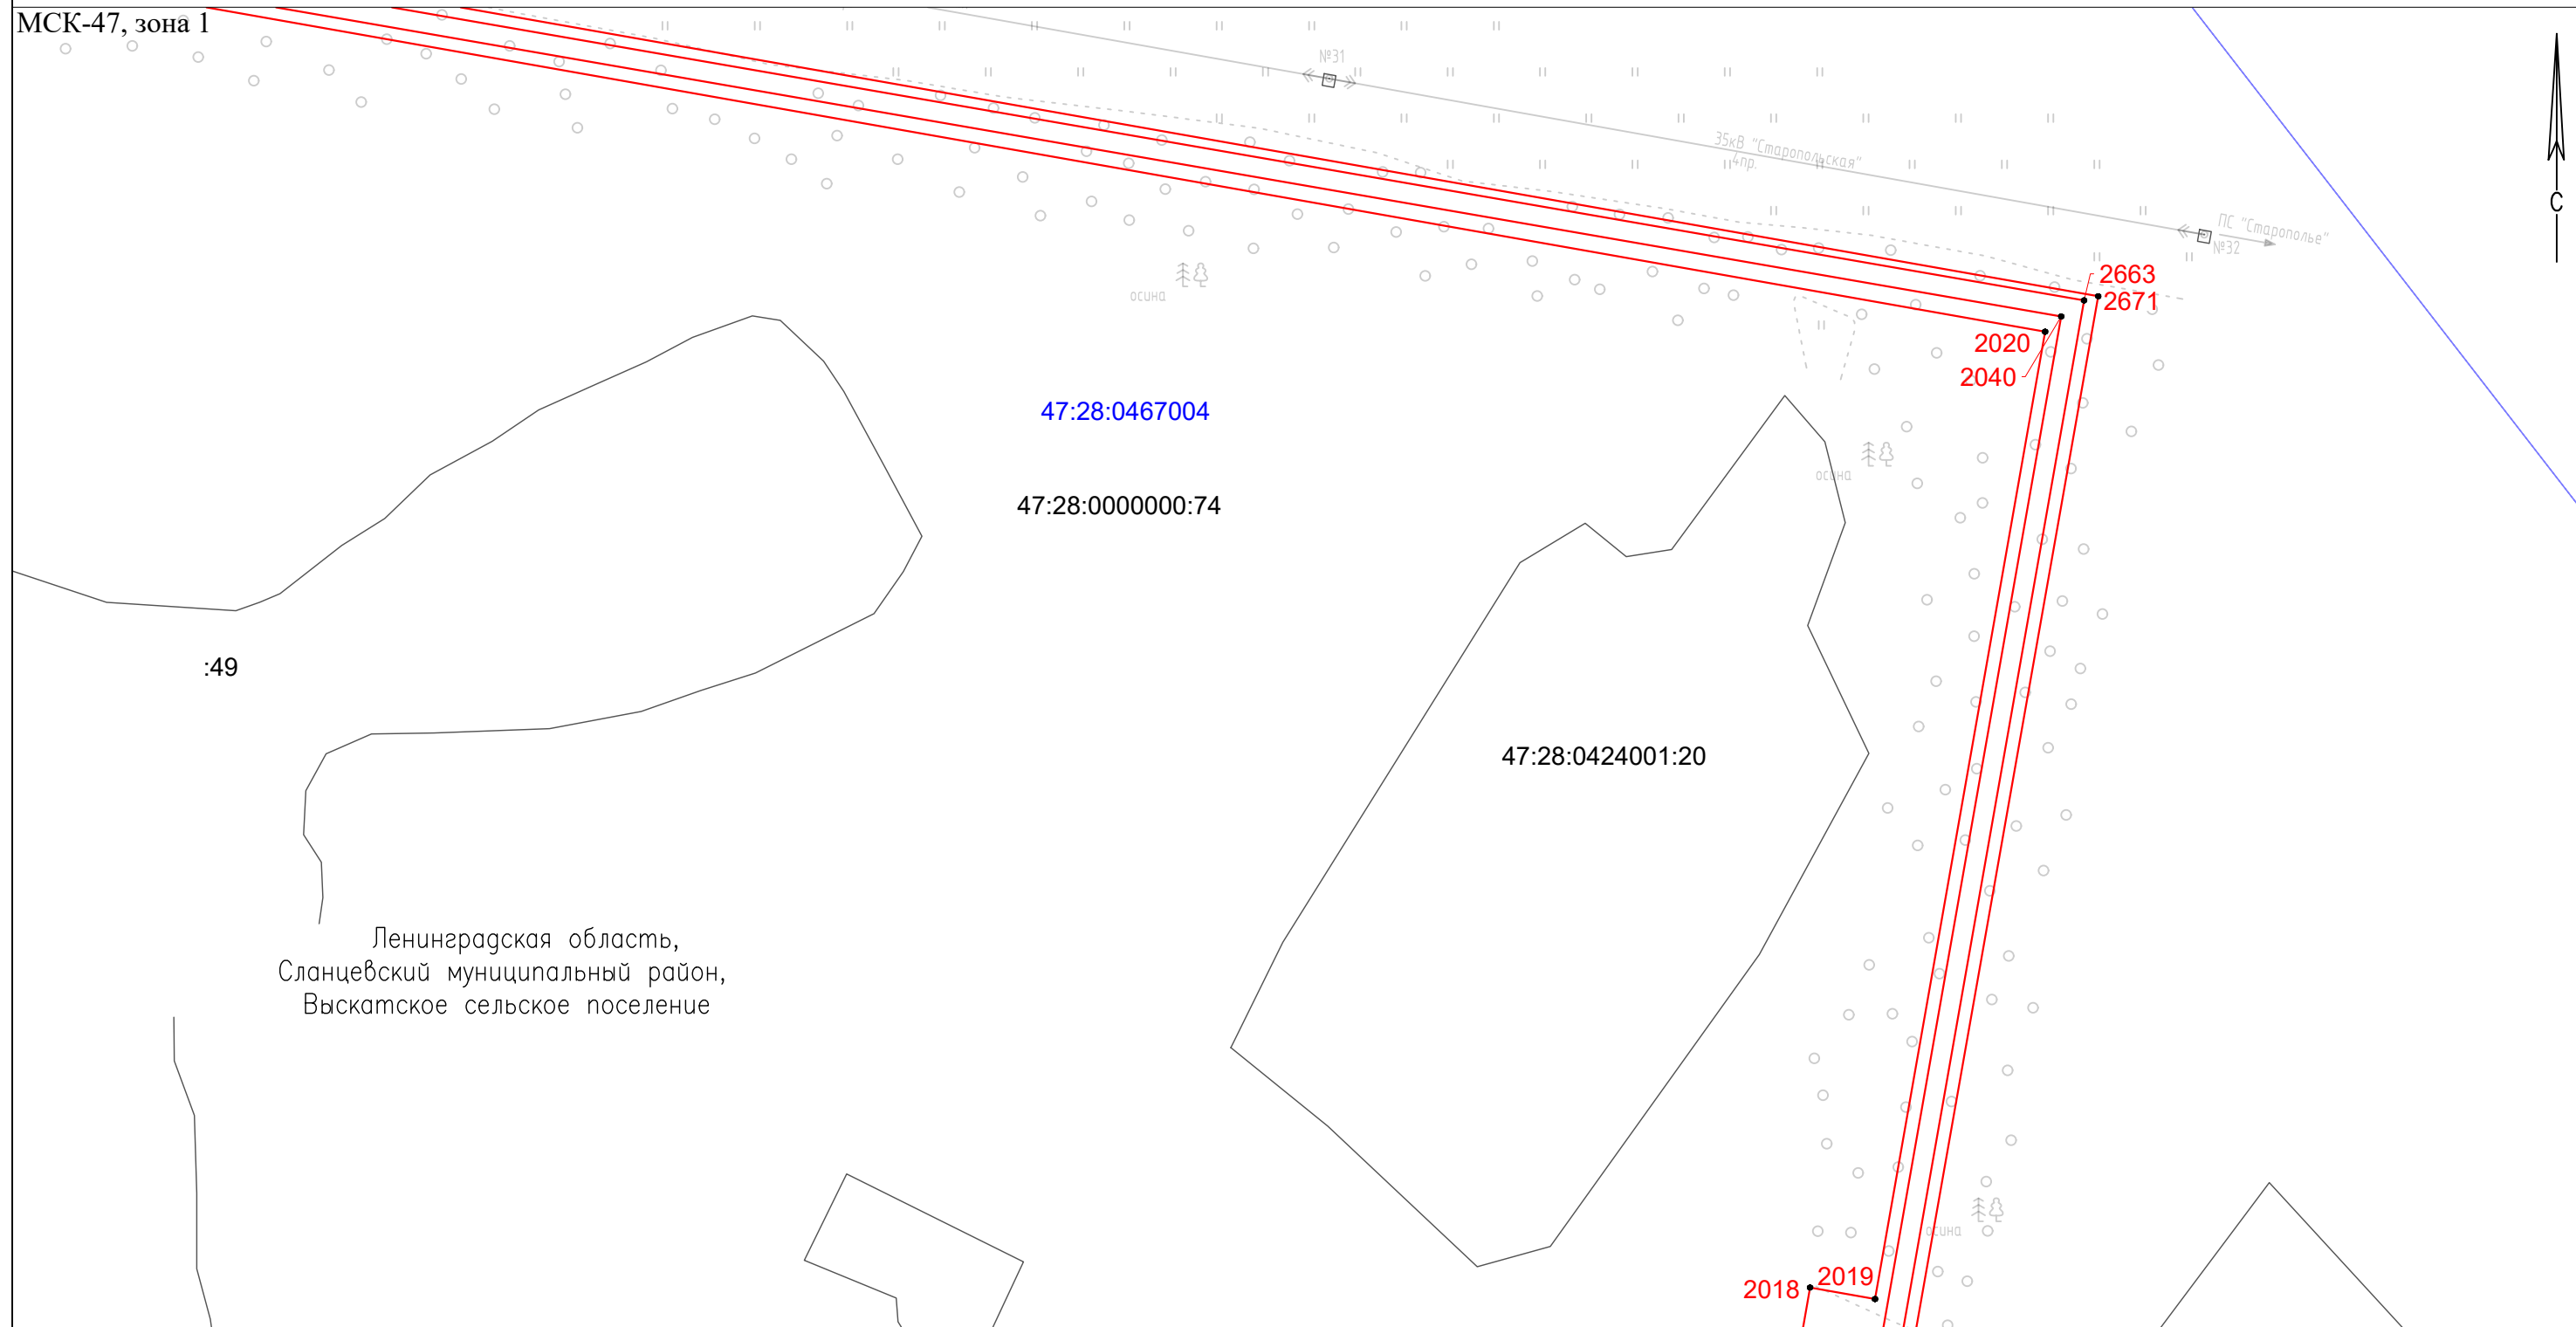 МСК-47, зона 1
№31
35кВ "Старопольская"
4пр.
ПС "Старополье"
№32
С
2663
2671
2020
2040
осина
47:28:0467004
осина
47:28:0000000:74
:49
47:28:0424001:20
Ленинградская область,
Сланцевский муниципальный район,
Выскатское сельское поселение
осина
2018
2019